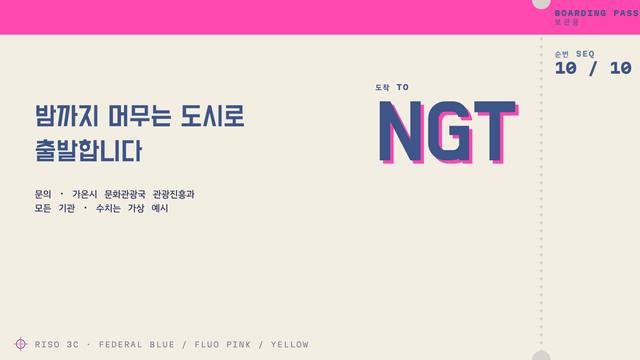 BOARDING PASS
보관용
순번 SEQ
10 / 10
도착 TO
NGT
밤까지 머무는 도시로
출발합니다
문의 · 가온시 문화관광국 관광진흥과
모든 기관 · 수치는 가상 예시
RISO 3C · FEDERAL BLUE / FLUO PINK / YELLOW